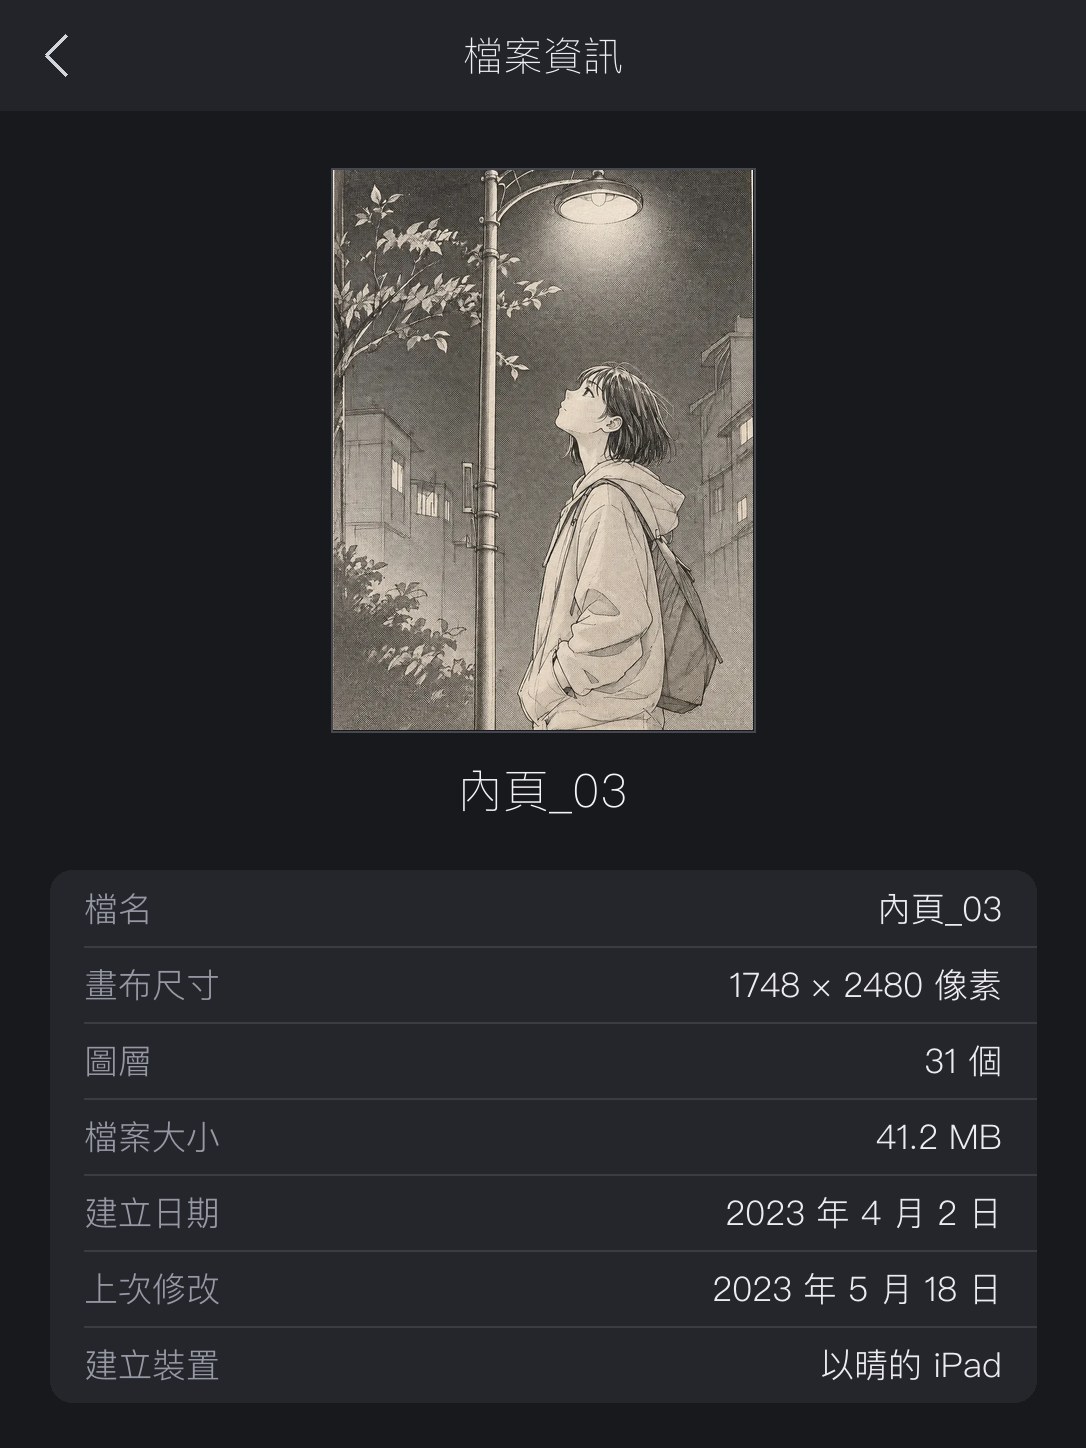 檔案資訊
內頁_03
檔名 內頁_03
畫布尺寸 1748 × 2480 像素
圖層 31 個
檔案大小 41.2 MB
建立日期 2023 年 4 月 2 日
上次修改 2023 年 5 月 18 日
建立裝置 以晴的 iPad